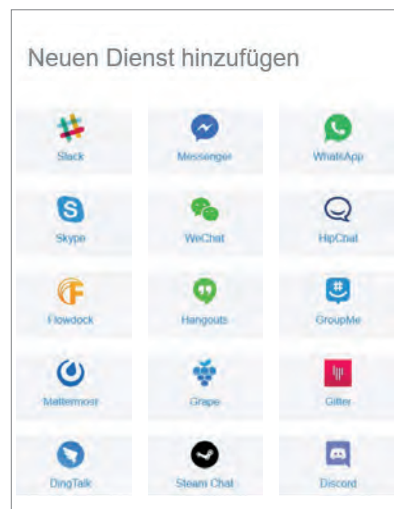 Neuen Dienst hinzufügen
Slack Messenger WhatsApp
Skype WeChat HipChat
Flowdock Hangouts GroupMe
Mattermost Grape Gitter
DingTalk Steam Chat Discord